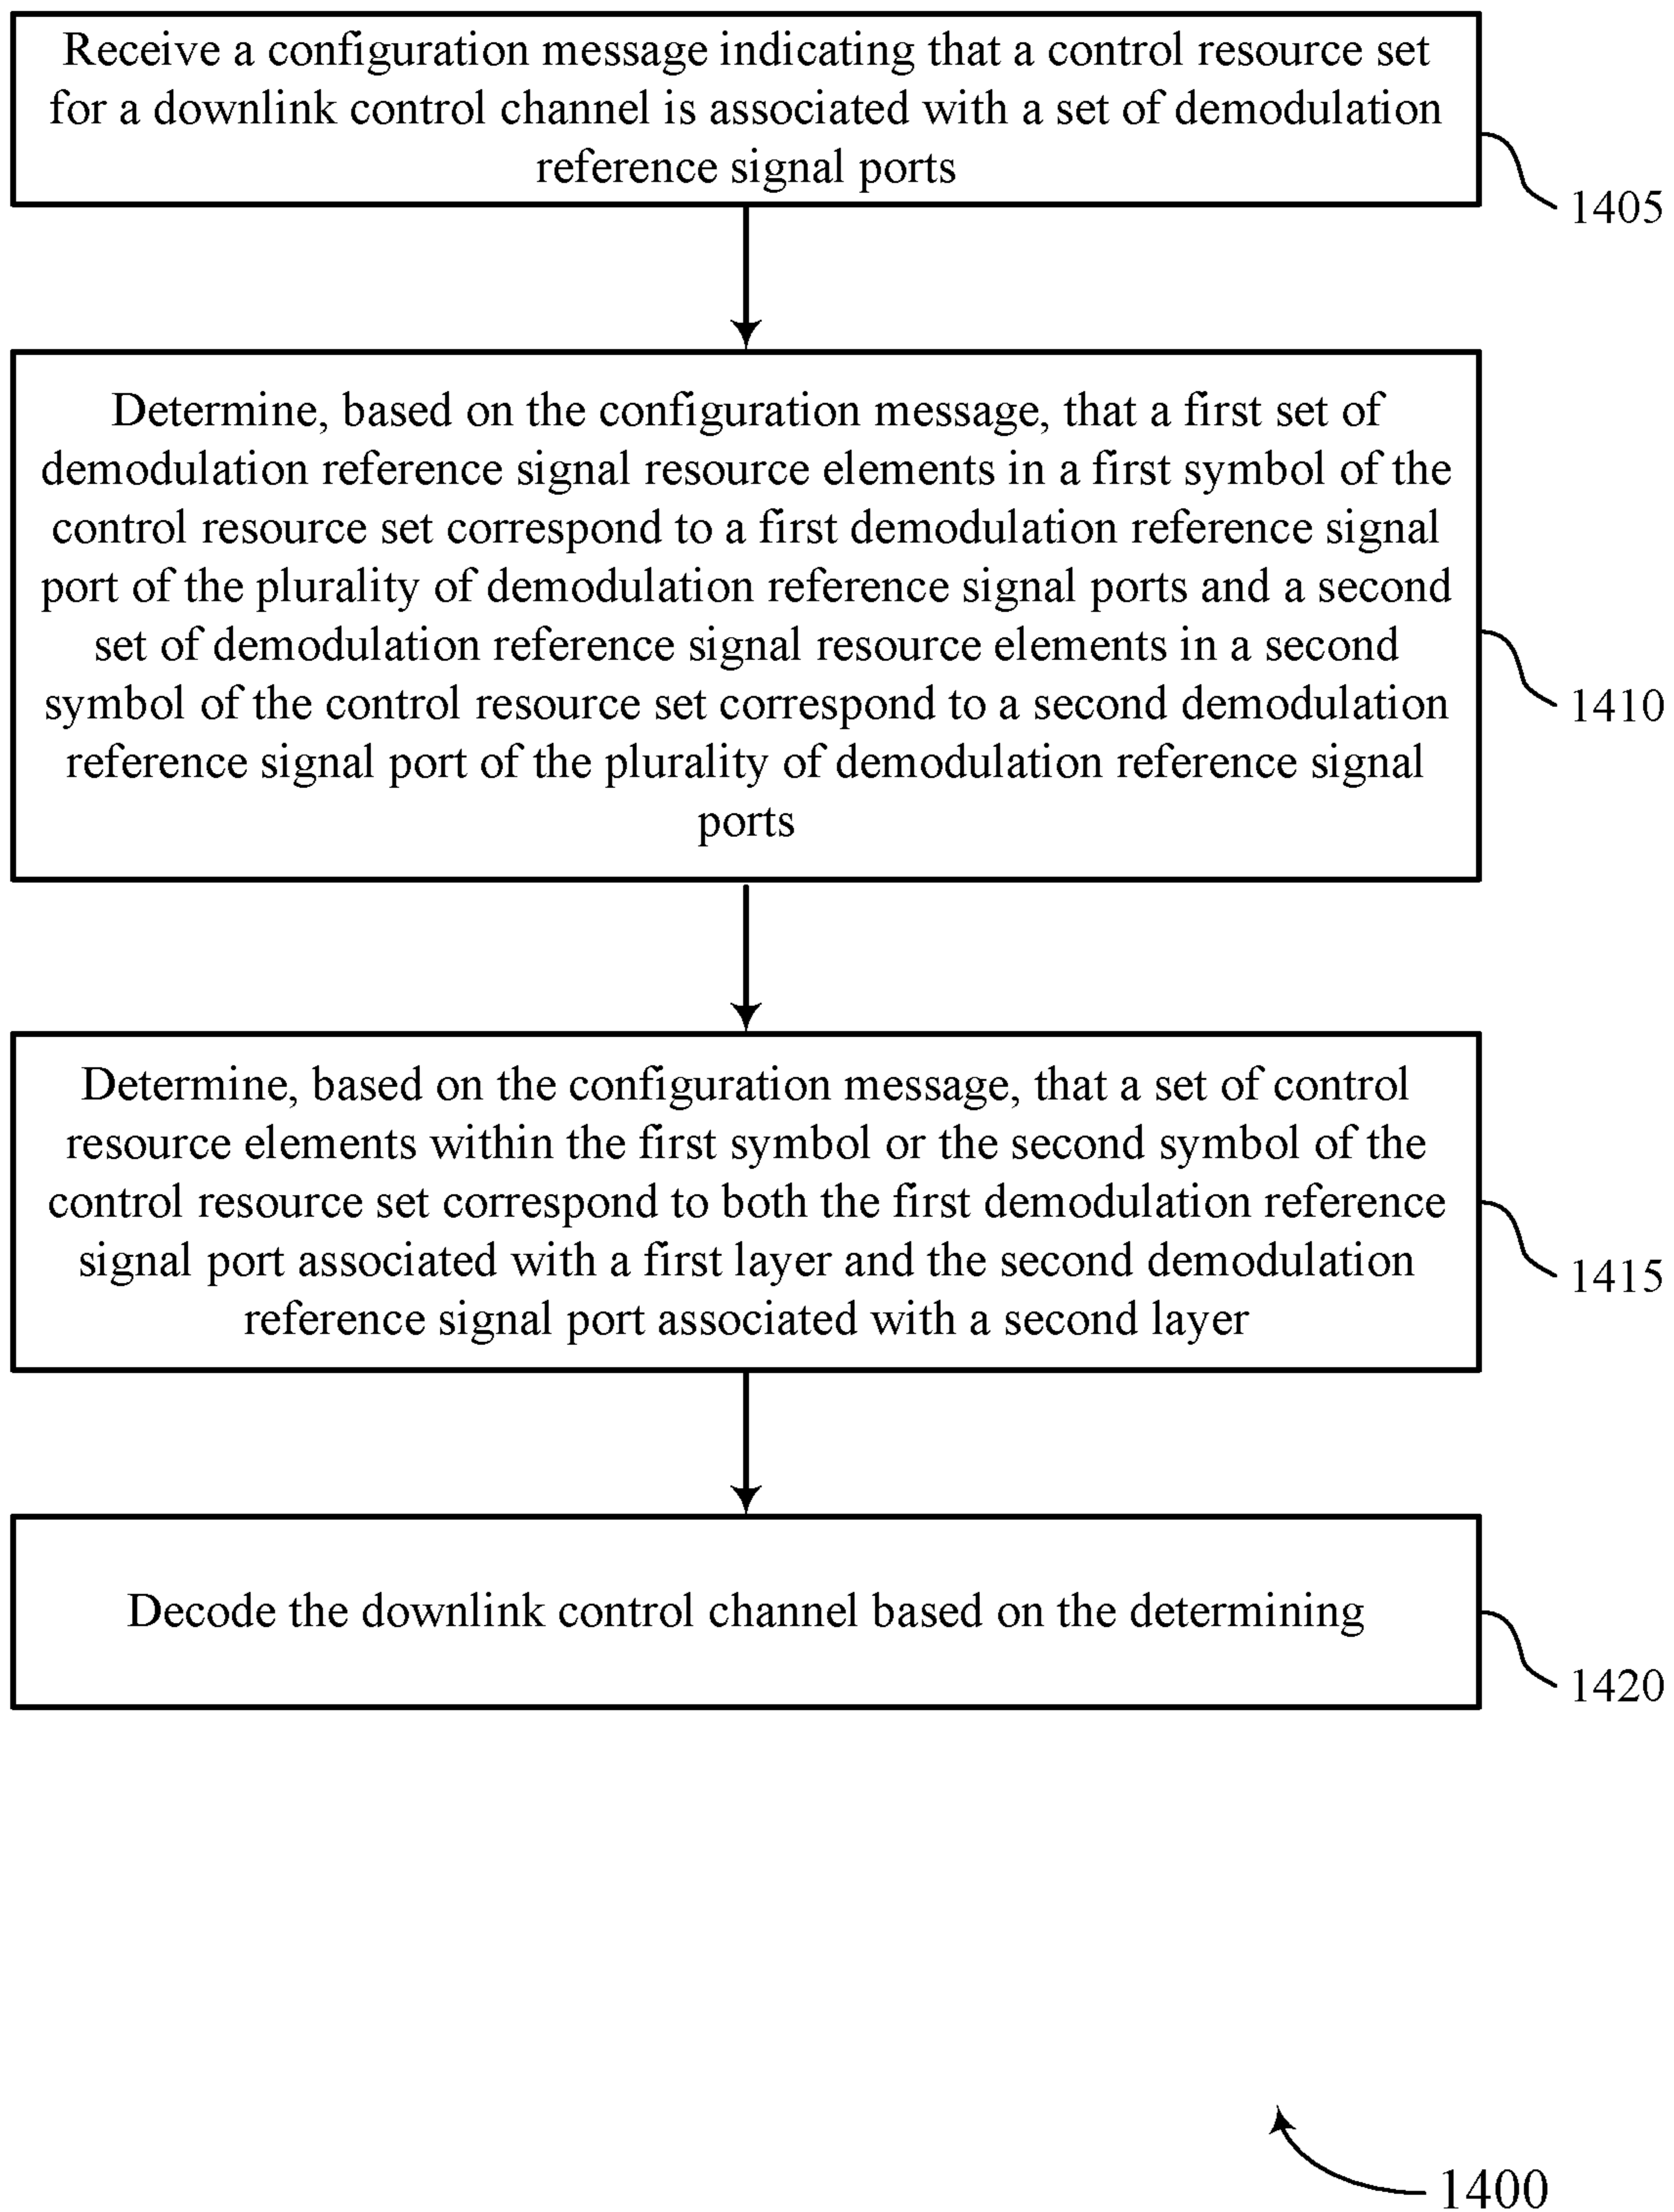 Receive a configuration message indicating that a control resource set
for a downlink control channel is associated with a set of demodulation
reference signal ports
1405
Determine, based on the configuration message, that a first set of
demodulation reference signal resource elements in a first symbol of the
control resource set correspond to a first demodulation reference signal
port of the plurality of demodulation reference signal ports and a second
set of demodulation reference signal resource elements in a second
symbol of the control resource set correspond to a second demodulation
reference signal port of the plurality of demodulation reference signal
ports
1410
Determine, based on the configuration message, that a set of control
resource elements within the first symbol or the second symbol of the
control resource set correspond to both the first demodulation reference
signal port associated with a first layer and the second demodulation
reference signal port associated with a second layer
1415
Decode the downlink control channel based on the determining
1420
1400